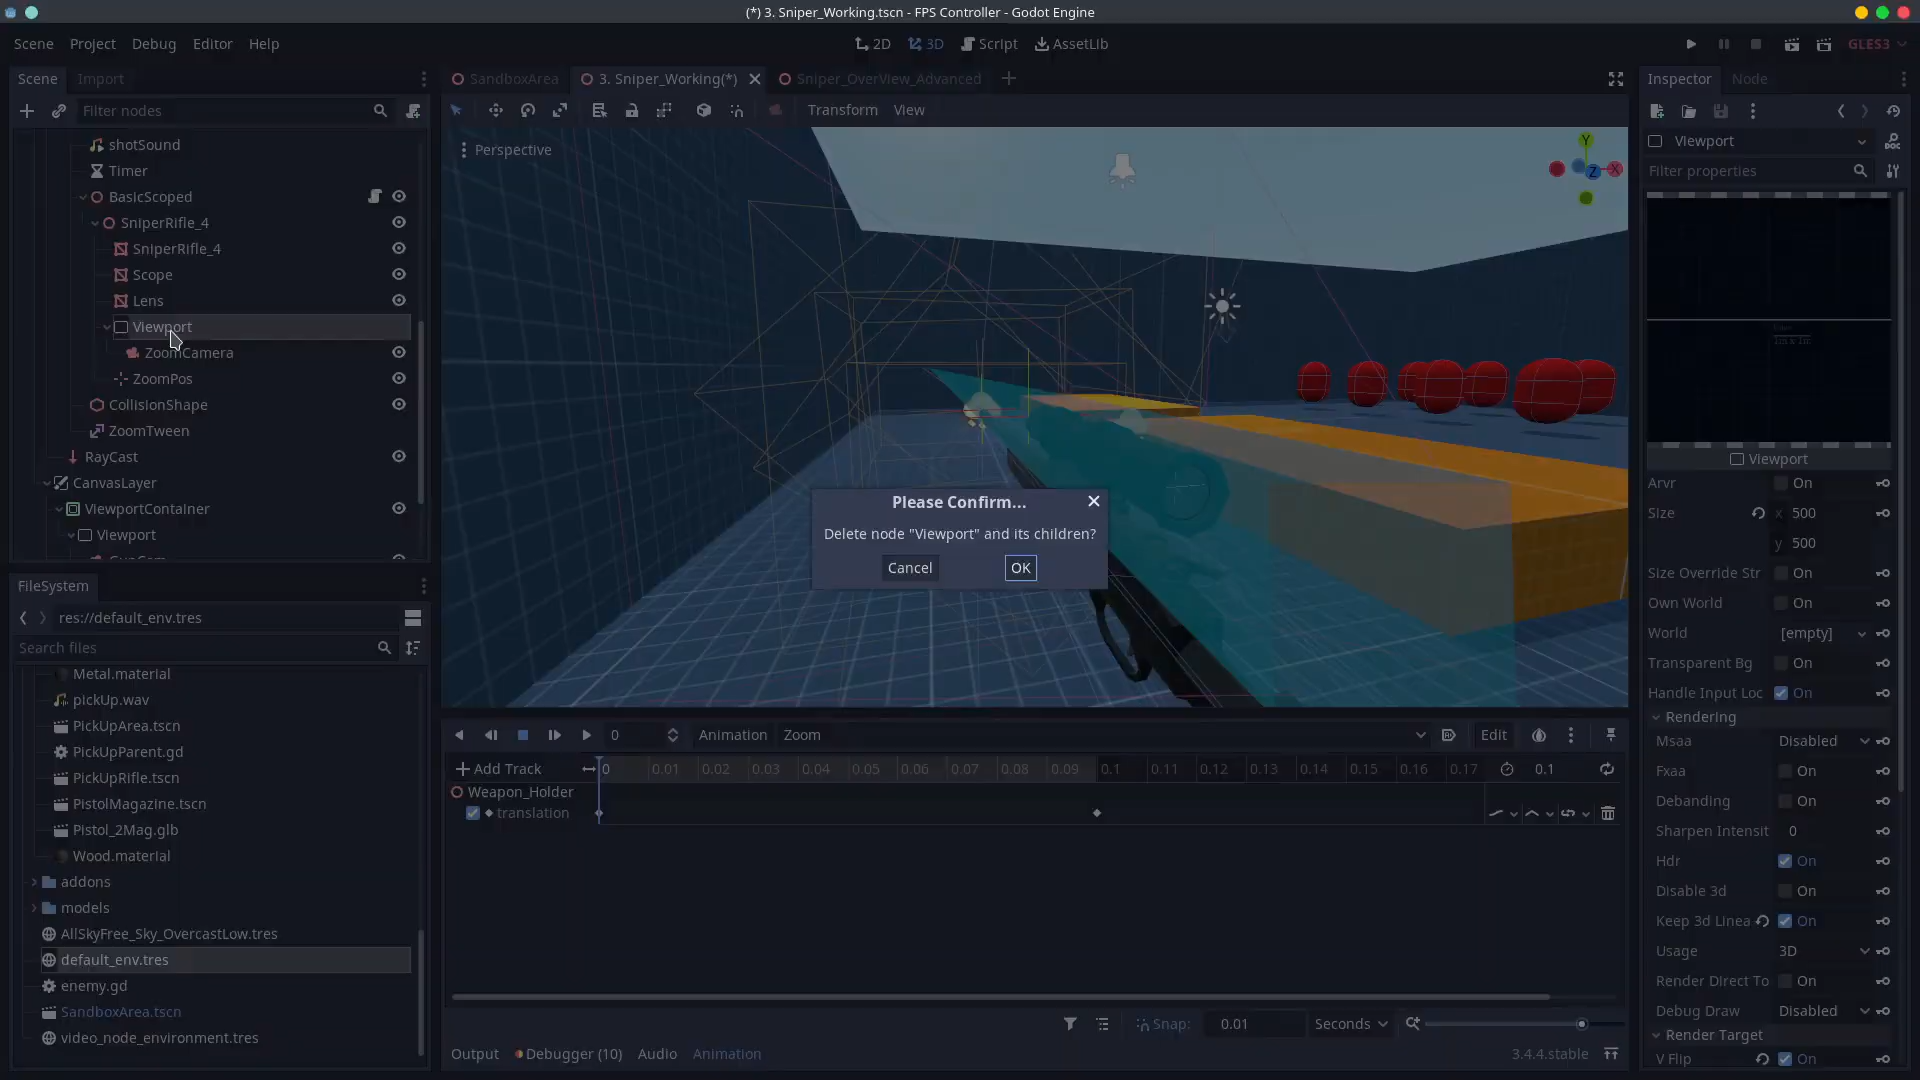 (*) 3. Sniper_Working.tscn - FPS Controller - Godot Engine
Scene Project Debug Editor Help
2D 3D Script AssetLib
GLES3
Scene Import
Filter nodes
shotSound
Timer
BasicScoped
SniperRifle_4
SniperRifle_4
Scope
Lens
Viewport
ZoomCamera
ZoomPos
CollisionShape
ZoomTween
RayCast
CanvasLayer
ViewportContainer
Viewport
FileSystem
res://default_env.tres
Search files
Metal.material
pickUp.wav
PickUpArea.tscn
PickUpParent.gd
PickUpRifle.tscn
PistolMagazine.tscn
Pistol_2Mag.glb
Wood.material
addons
models
AllSkyFree_Sky_OvercastLow.tres
default_env.tres
enemy.gd
SandboxArea.tscn
video_node_environment.tres
SandboxArea 3. Sniper_Working(*) Sniper_OverView_Advanced
Transform View
Perspective
Y
X
Z
Please Confirm...
Delete node "Viewport" and its children?
Cancel OK
0 Animation Zoom Edit
Add Track 0 0.01 0.02 0.03 0.04 0.05 0.06 0.07 0.08 0.09 0.1 0.11 0.12 0.13 0.14 0.15 0.16 0.17 0.1
Weapon_Holder
translation
Snap: 0.01 Seconds
Output Debugger (10) Audio Animation 3.4.4.stable
Inspector Node
Viewport
Filter properties
Viewport
Arvr On
Size x 500
y 500
Size Override Str On
Own World On
World [empty]
Transparent Bg On
Handle Input Loc On
Rendering
Msaa Disabled
Fxaa On
Debanding On
Sharpen Intensit 0
Hdr On
Disable 3d On
Keep 3d Linea On
Usage 3D
Render Direct To On
Debug Draw Disabled
Render Target
V Flip On